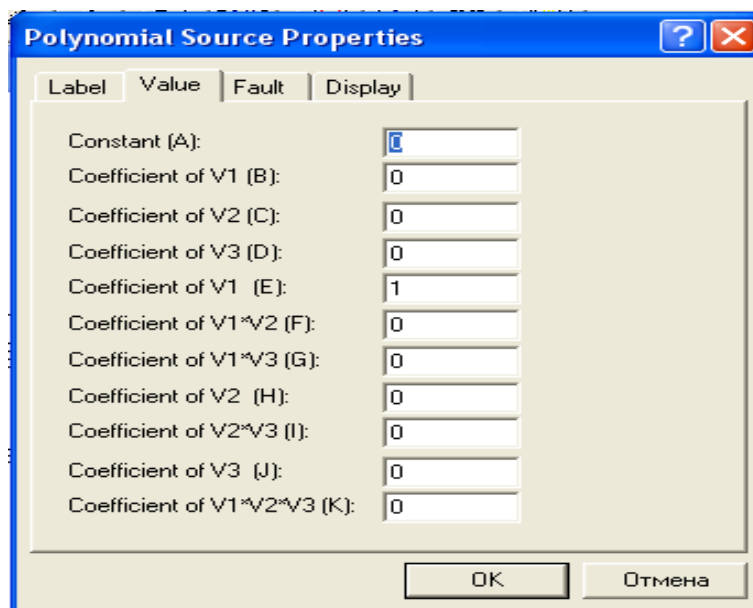 Polynomial Source Properties
Label Value Fault Display
Constant (A): 0
Coefficient of V1 (B): 0
Coefficient of V2 (C): 0
Coefficient of V3 (D): 0
Coefficient of V1 (E): 1
Coefficient of V1*V2 (F): 0
Coefficient of V1*V3 (G): 0
Coefficient of V2 (H): 0
Coefficient of V2*V3 (I): 0
Coefficient of V3 (J): 0
Coefficient of V1*V2*V3 (K): 0
OK Отмена